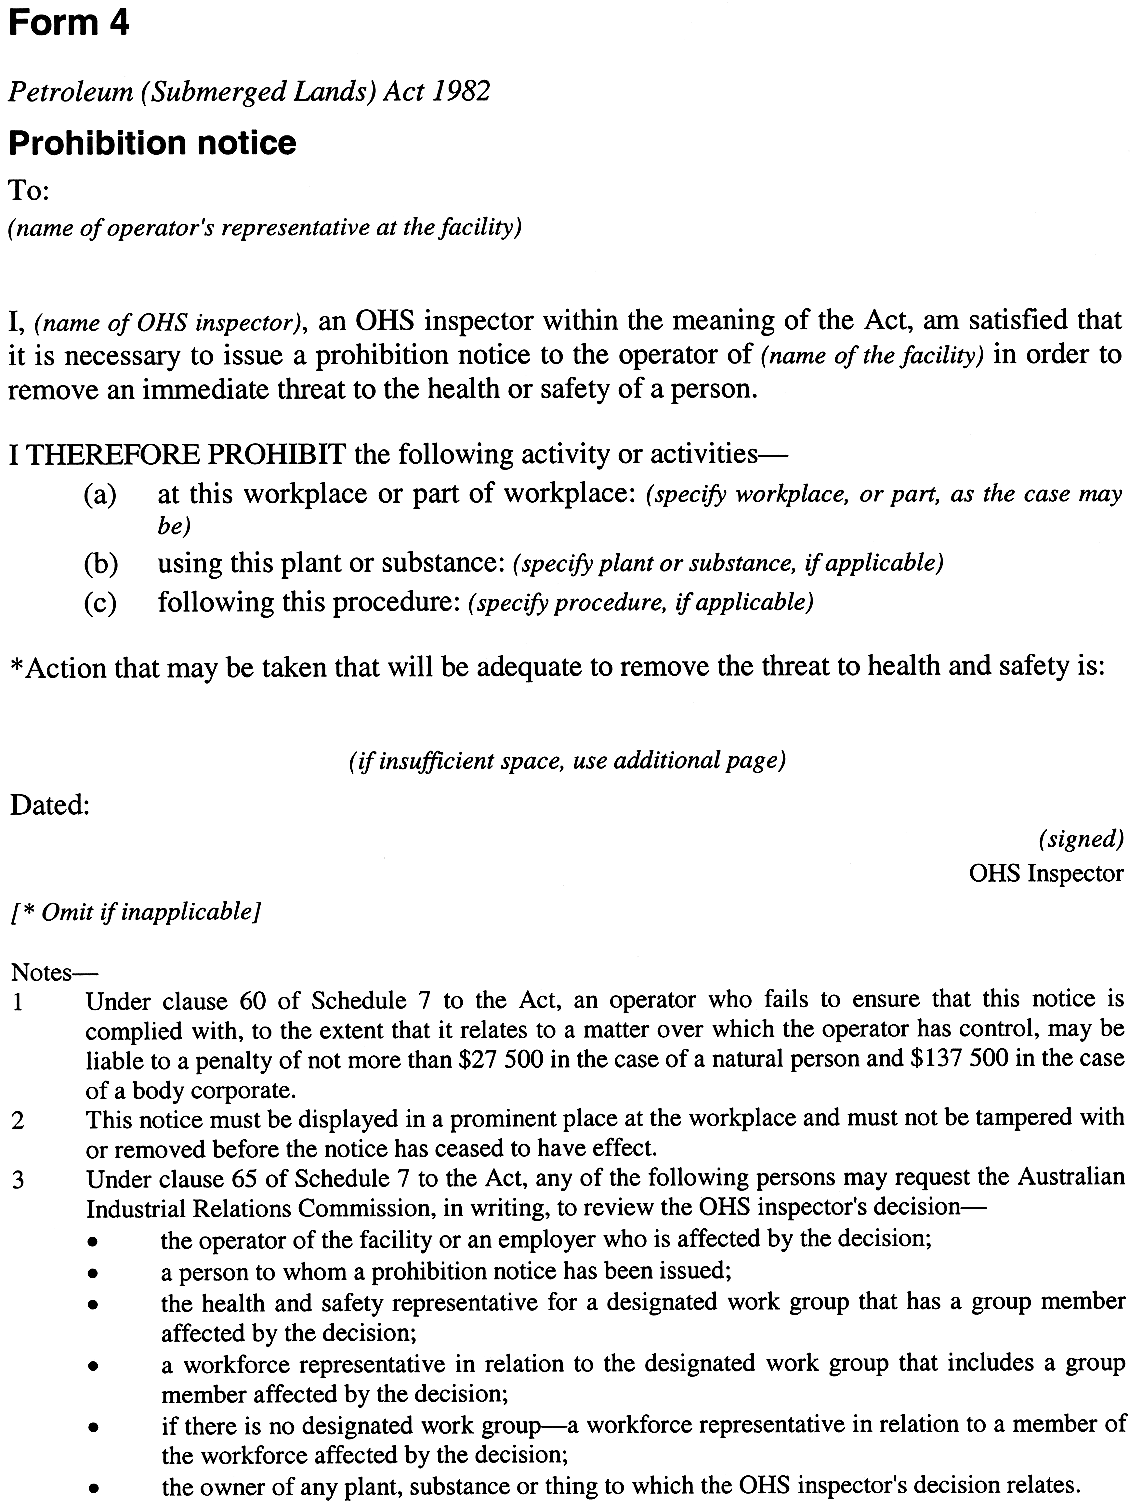 Form 4
Petroleum (Submerged Lands) Act 1982
Prohibition notice
To:
(name of operator's representative at the facility)
I, (name of OHS inspector), an OHS inspector within the meaning of the Act, am satisfied that
it is necessary to issue a prohibition notice to the operator of (name of the facility) in order to
remove an immediate threat to the health or safety of a person.
I THEREFORE PROHIBIT the following activity or activities—
(a) at this workplace or part of workplace: (specify workplace, or part, as the case may
be)
(b) using this plant or substance: (specify plant or substance, if applicable)
(c) following this procedure: (specify procedure, if applicable)
*Action that may be taken that will be adequate to remove the threat to health and safety is:
(if insufficient space, use additional page)
Dated:
(signed)
OHS Inspector
[* Omit if inapplicable]
Notes—
1 Under clause 60 of Schedule 7 to the Act, an operator who fails to ensure that this notice is
complied with, to the extent that it relates to a matter over which the operator has control, may be
liable to a penalty of not more than $27 500 in the case of a natural person and $137 500 in the case
of a body corporate.
2 This notice must be displayed in a prominent place at the workplace and must not be tampered with
or removed before the notice has ceased to have effect.
3 Under clause 65 of Schedule 7 to the Act, any of the following persons may request the Australian
Industrial Relations Commission, in writing, to review the OHS inspector's decision—
• the operator of the facility or an employer who is affected by the decision;
• a person to whom a prohibition notice has been issued;
• the health and safety representative for a designated work group that has a group member
affected by the decision;
• a workforce representative in relation to the designated work group that includes a group
member affected by the decision;
• if there is no designated work group—a workforce representative in relation to a member of
the workforce affected by the decision;
• the owner of any plant, substance or thing to which the OHS inspector's decision relates.